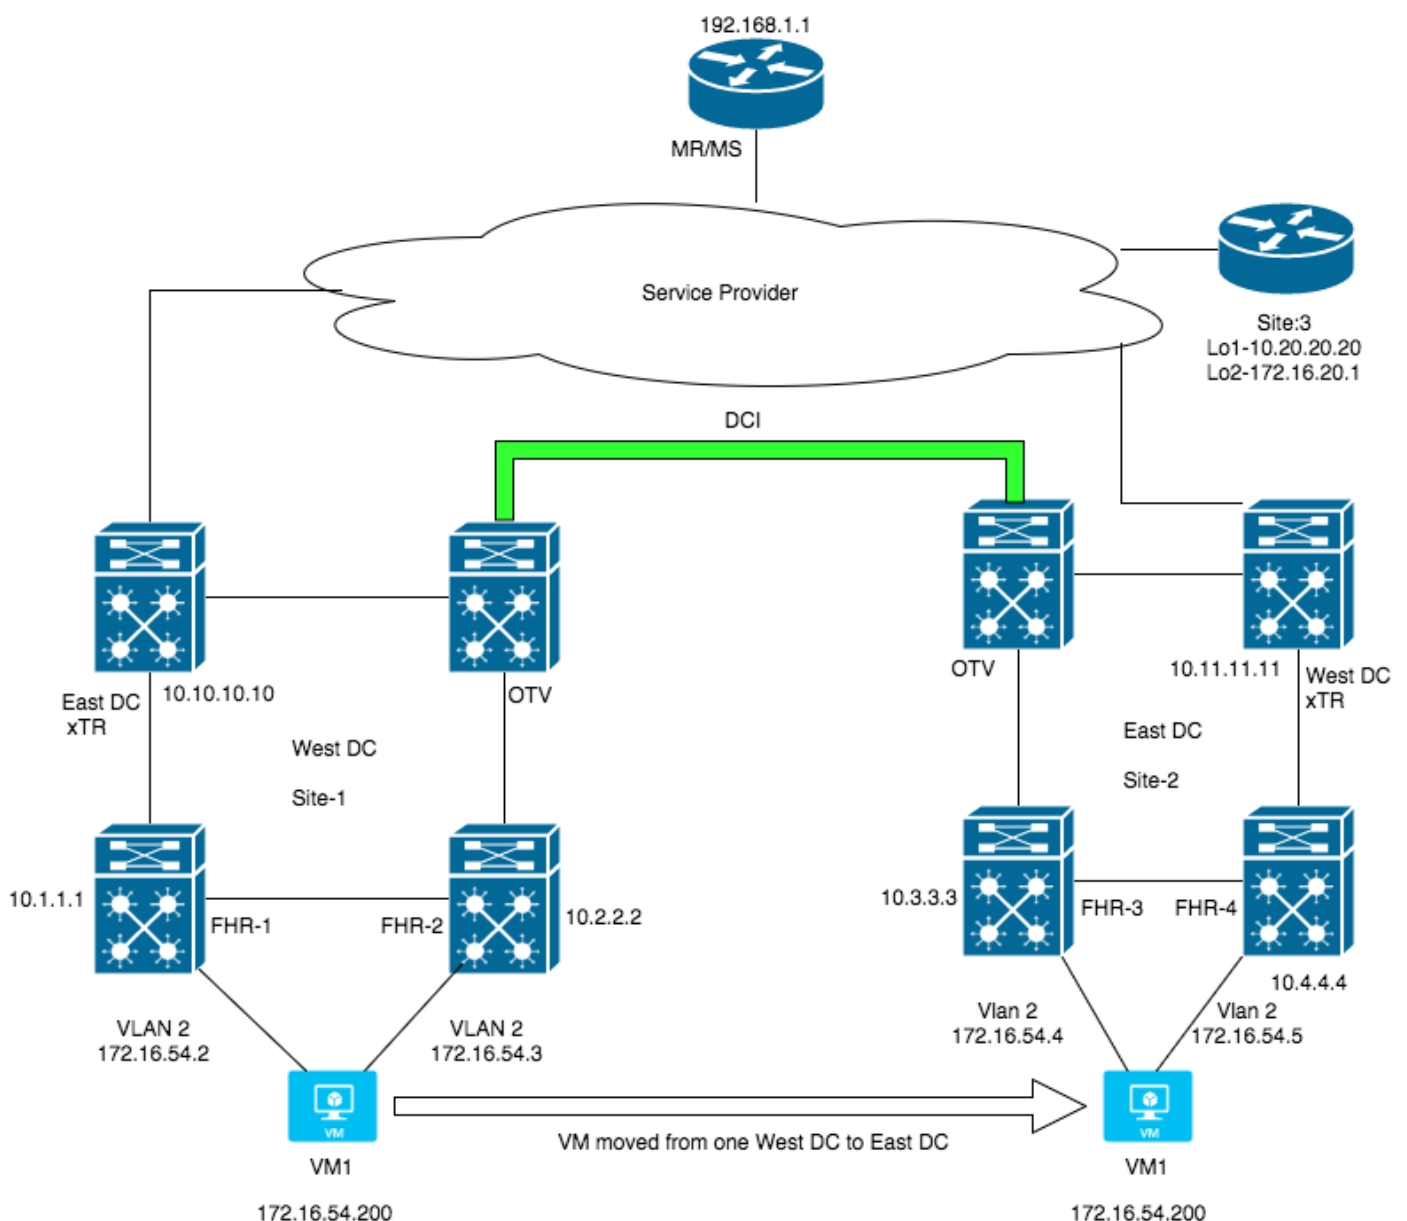 192.168.1.1
MR/MS
Service Provider
Site:3
Lo1-10.20.20.20
Lo2-172.16.20.1
DCI
East DC
xTR
10.10.10.10
OTV
West DC
Site-1
OTV
10.11.11.11
West DC
xTR
East DC
Site-2
10.1.1.1
FHR-1
FHR-2
10.2.2.2
10.3.3.3
FHR-3
FHR-4
10.4.4.4
VLAN 2
172.16.54.2
VLAN 2
172.16.54.3
Vlan 2
172.16.54.4
Vlan 2
172.16.54.5
VM
VM
VM moved from one West DC to East DC
VM1
172.16.54.200
VM1
172.16.54.200